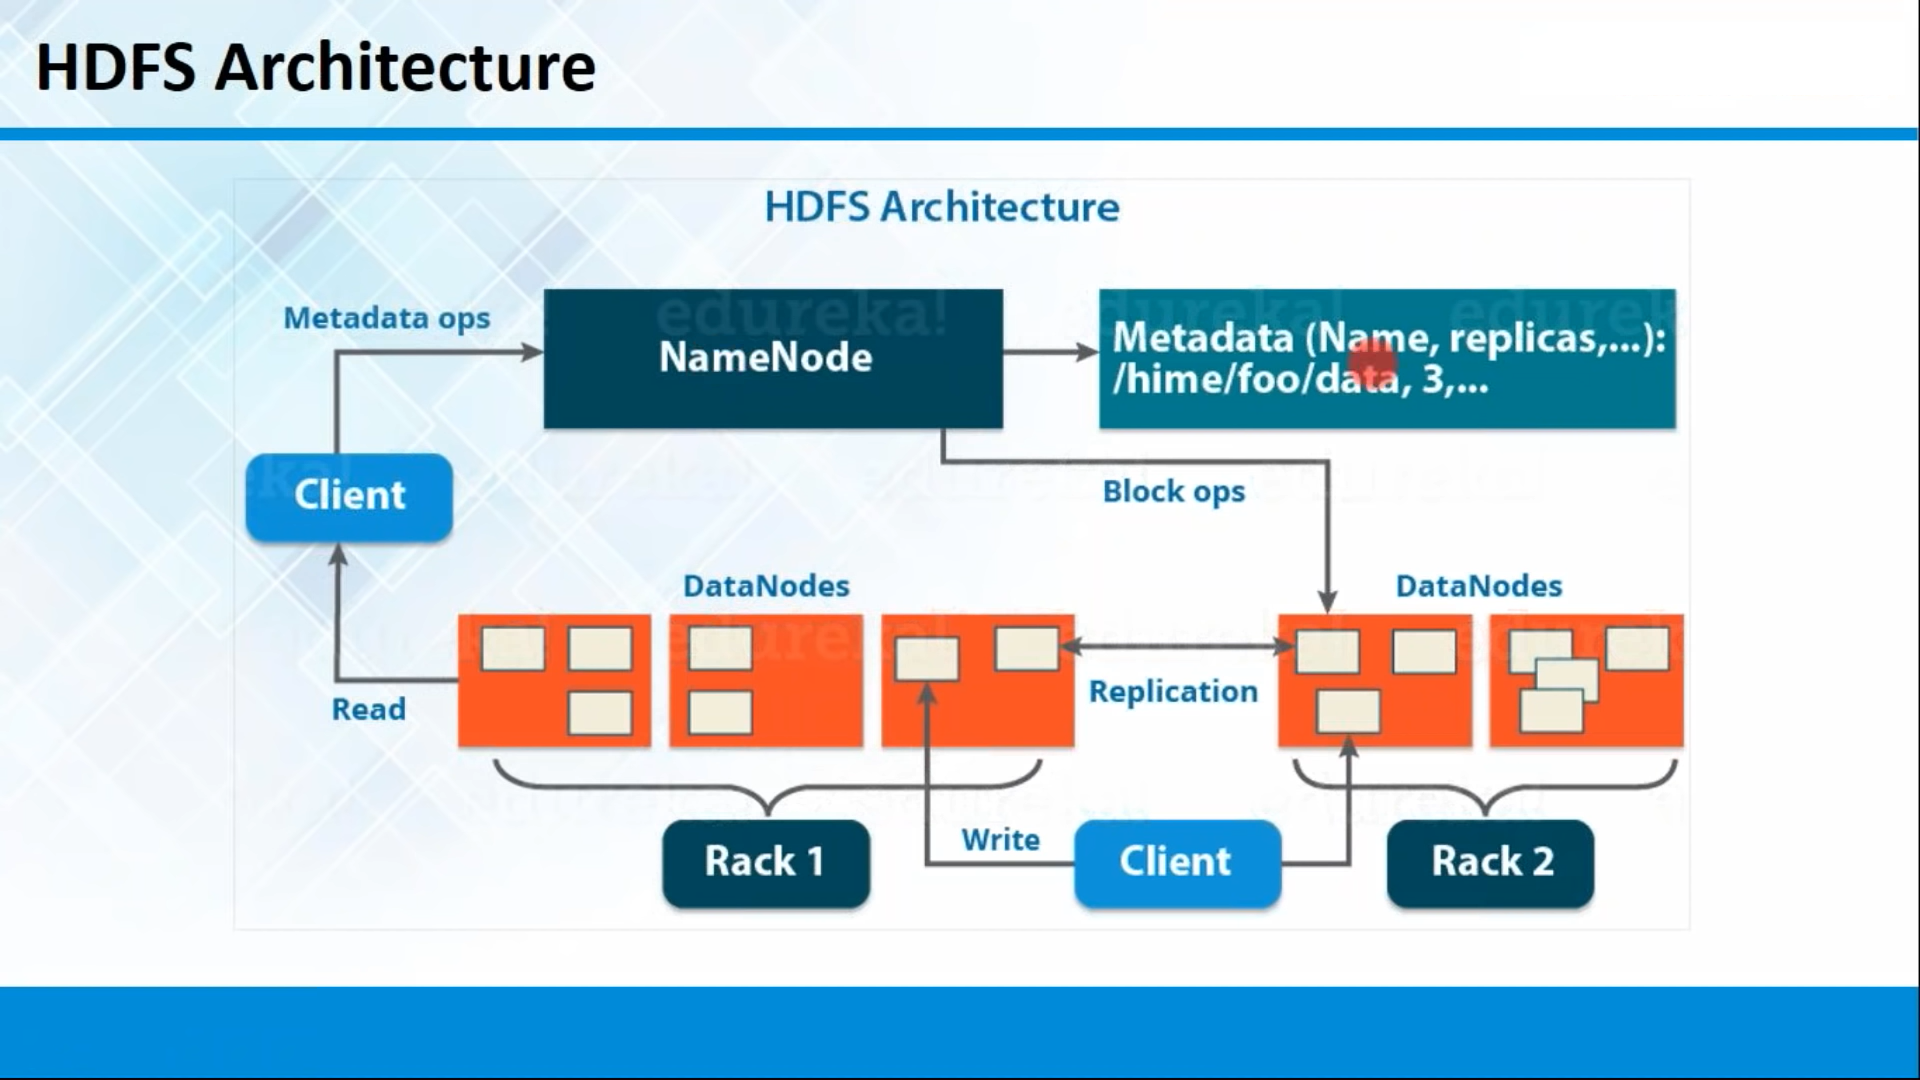 HDFS Architecture
HDFS Architecture
Metadata ops
edureka!
NameNode
Metadata (Name, replicas,...):
/hime/foo/data, 3,...
Client
Block ops
DataNodes
DataNodes
Read
Replication
Rack 1
Write
Client
Rack 2